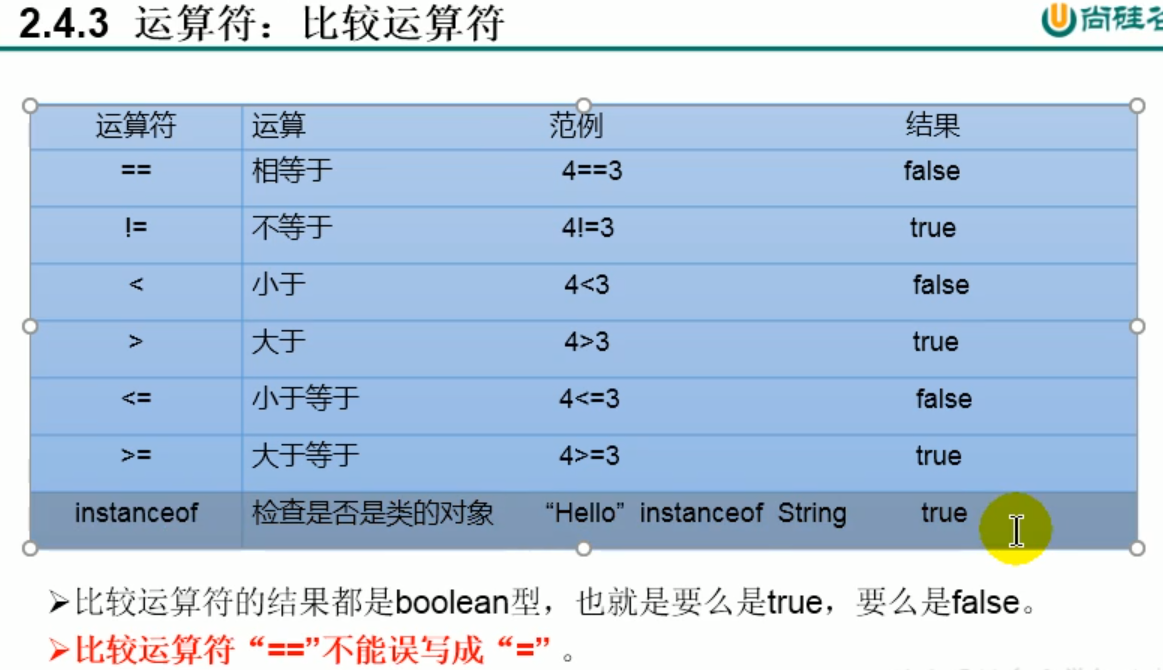 2.4.3 运算符：比较运算符
尚硅谷
运算符 运算 范例 结果
== 相等于 4==3 false
!= 不等于 4!=3 true
< 小于 4<3 false
> 大于 4>3 true
<= 小于等于 4<=3 false
>= 大于等于 4>=3 true
instanceof 检查是否是类的对象 “Hello” instanceof String true
➢比较运算符的结果都是boolean型，也就是要么是true，要么是false。
➢比较运算符“==”不能误写成“=” 。